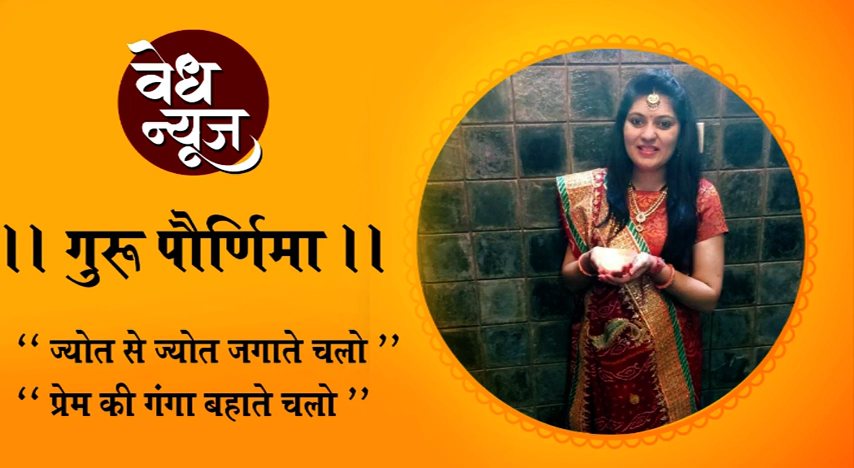 वेध
न्यूज
।। गुरू पौर्णिमा ।।
“ ज्योत से ज्योत जगाते चलो ”
“ प्रेम की गंगा बहाते चलो ”